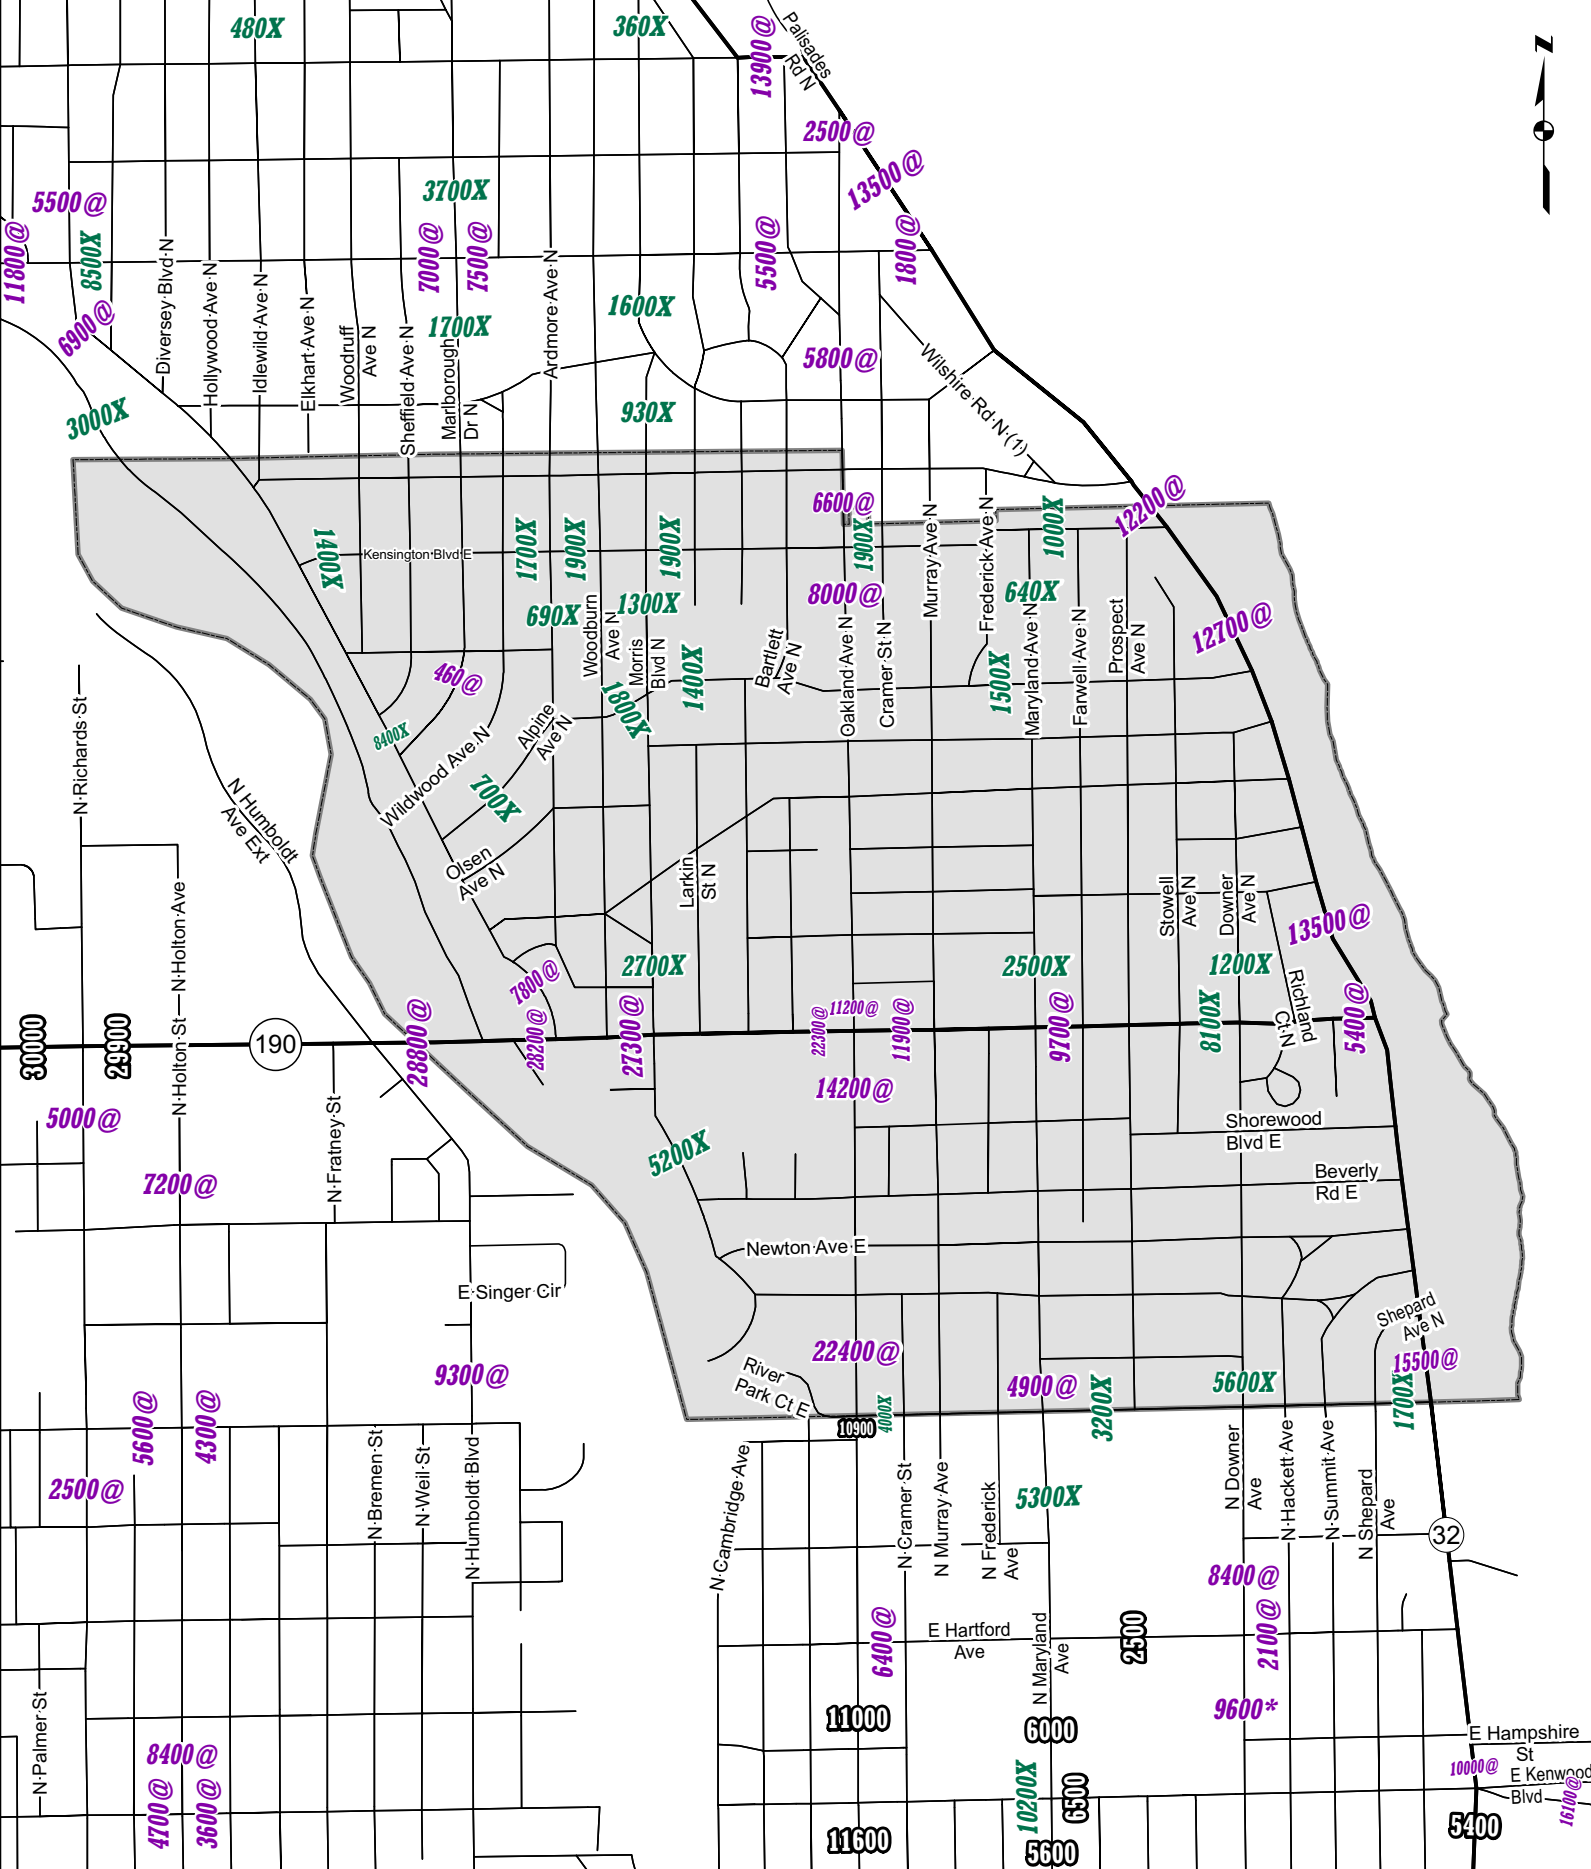 480X
360X
13900@
Palisades
Rd N
Z
2500@
13500@
3700X
5500@
11800@
8500X
7000@
7500@
5500@
1800@
6900@
Diversey Blvd N
Hollywood Ave N
Idlewild Ave N
Elkhart Ave N
Woodruff
Ave N
Sheffield Ave N
1700X
Marlborough
Dr N
Ardmore Ave N
1600X
5800@
Wilshire Rd N (1)
3000X
930X
6600@
12200@
1400X
Kensington Blvd E
1700X
1900X
1900X
1900X
1000X
Murray Ave N
Frederick Ave N
8000@
640X
690X
1300X
Woodburn
Ave N
Morris
Blvd N
1400X
Bartlett
Ave N
Oakland Ave N
Cramer St N
1500X
Maryland Ave N
Farwell Ave N
Prospect
Ave N
12700@
460@
8400X
1800X
Alpine
Ave N
Wildwood Ave N
700X
N Richards St
N Humboldt
Ave Ext
Olsen
Ave N
Larkin
St N
Stowell
Ave N
Downer
Ave N
13500@
N Holton Ave
2700X
2500X
1200X
7800@
Richland
Ct N
30000
29900
190
28800@
28200@
27300@
22300@
11200@
11900@
9700@
8100X
5400@
N Holton St
14200@
5000@
N Fratney St
5200X
Shorewood
Blvd E
7200@
Beverly
Rd E
Newton Ave E
E Singer Cir
Shepard
Ave N
22400@
15500@
9300@
River
Park Ct E
4900@
3200X
5600X
1700X
5600@
4300@
10900
4000X
2500@
N Bremen St
N Weil St
N Humboldt Blvd
N Cambridge Ave
N Cramer St
N Murray Ave
N Frederick
Ave
5300X
N Downer
Ave
N Hackett Ave
N Summit Ave
N Shepard
Ave
32
8400@
6400@
E Hartford
Ave
N Maryland
Ave
2500
2100@
N Palmer St
9600*
11000
6000
E Hampshire
St
8400@
10000@
E Kenwood
Blvd
4700@
3600@
10200X
6500
16100@
11600
5600
5400